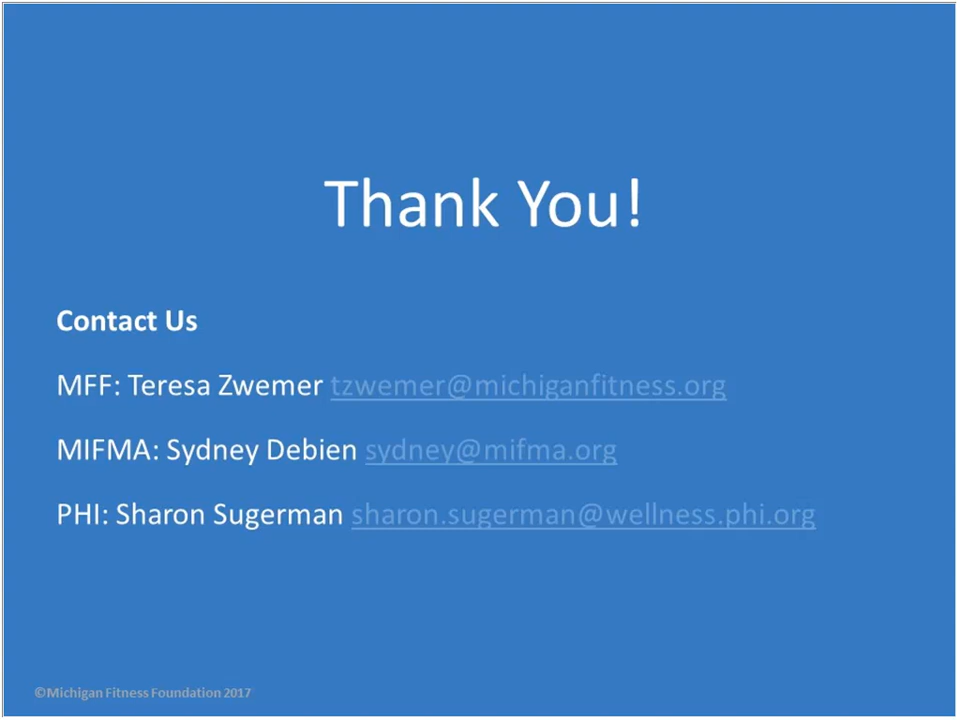 Thank You!
Contact Us
MFF: Teresa Zwemer tzwemer@michiganfitness.org
MIFMA: Sydney Debien sydney@mifma.org
PHI: Sharon Sugerman sharon.sugerman@wellness.phi.org
©Michigan Fitness Foundation 2017